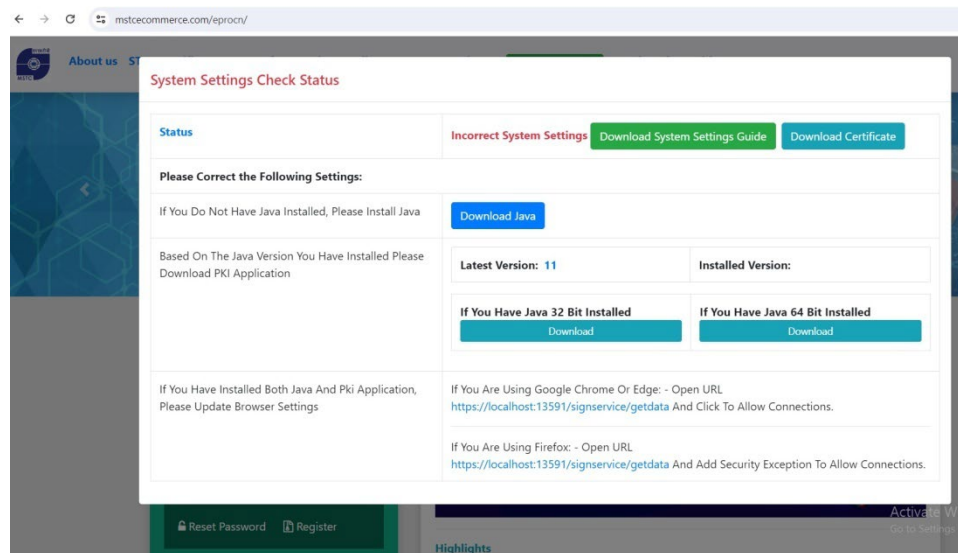 mstcecommerce.com/eprocn/
MSTC
About us ST
System Settings Check Status
Status
Incorrect System Settings Download System Settings Guide Download Certificate
Please Correct the Following Settings:
If You Do Not Have Java Installed, Please Install Java
Download Java
Based On The Java Version You Have Installed Please
Download PKI Application
Latest Version: 11 Installed Version:
If You Have Java 32 Bit Installed If You Have Java 64 Bit Installed
Download Download
If You Have Installed Both Java And Pki Application,
Please Update Browser Settings
If You Are Using Google Chrome Or Edge: - Open URL
https://localhost:13591/signservice/getdata And Click To Allow Connections.
If You Are Using Firefox: - Open URL
https://localhost:13591/signservice/getdata And Add Security Exception To Allow Connections.
Reset Password Register
Activate W
Go to Settings
Highlights